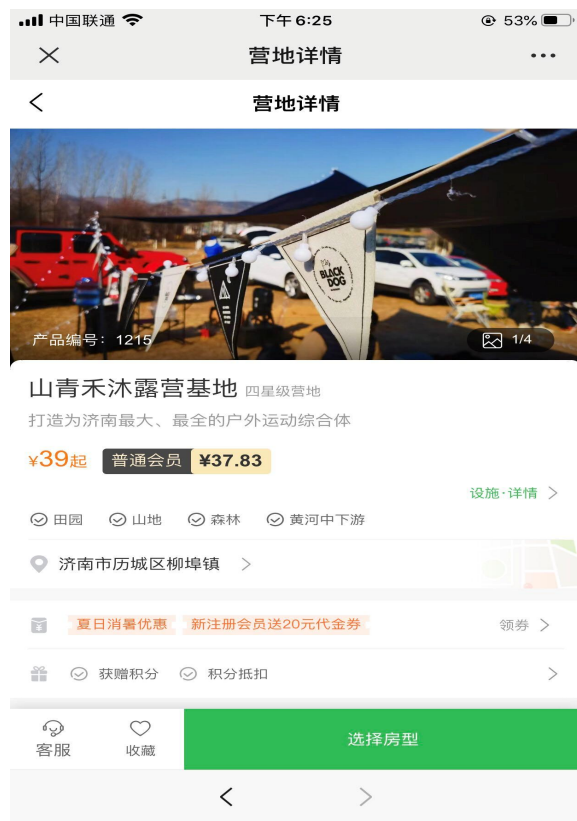 中国联通 下午6:25 53%
营地详情
营地详情
BLACK DOG
产品编号：1215 1/4
山青禾沐露营基地 四星级营地
打造为济南最大、最全的户外运动综合体
¥39起 普通会员 ¥37.83
设施·详情
田园 山地 森林 黄河中下游
济南市历城区柳埠镇
夏日消暑优惠 新注册会员送20元代金券 领券
获赠积分 积分抵扣
客服 收藏 选择房型